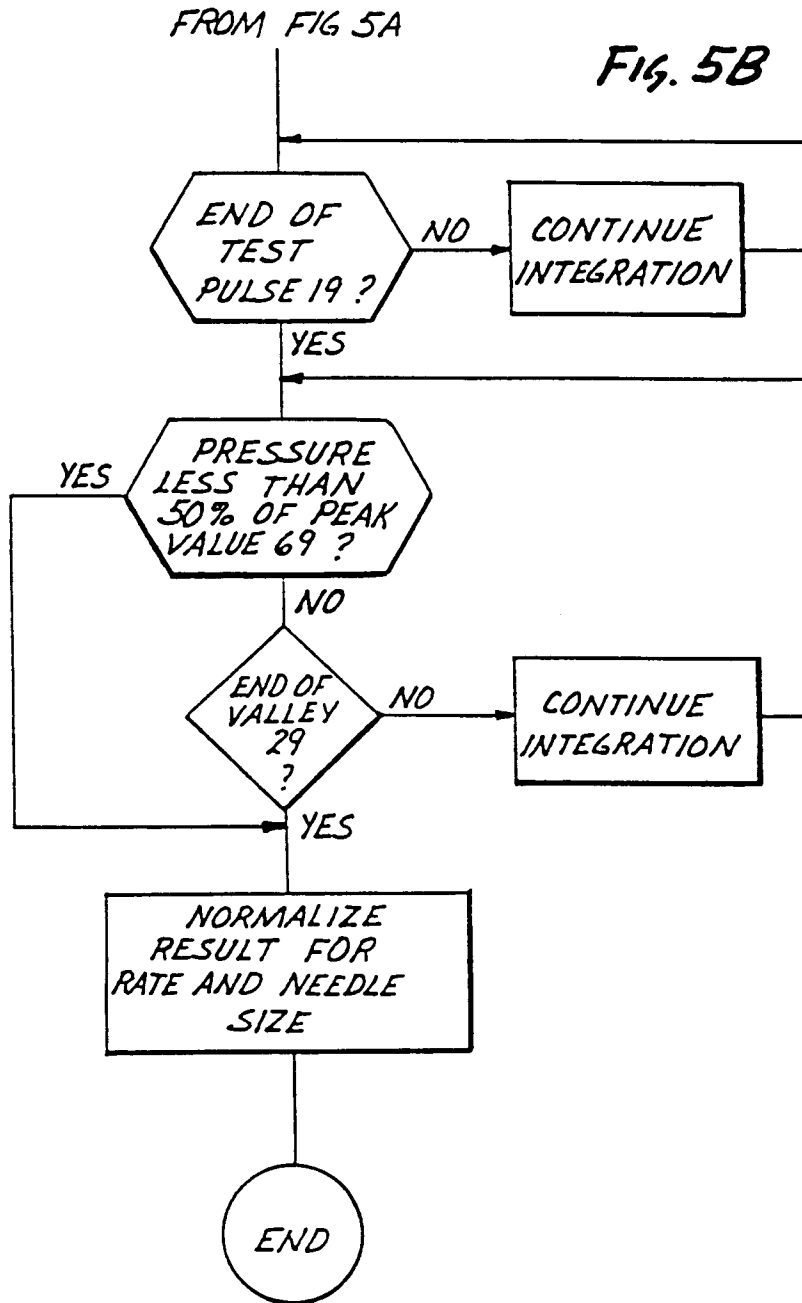 FROM FIG 5A
FIG. 5B
END OF
TEST
PULSE 19 ?
NO
CONTINUE
INTEGRATION
YES
PRESSURE
LESS THAN
50% OF PEAK
VALUE 69 ?
YES
NO
END OF
VALLEY
29
?
NO
CONTINUE
INTEGRATION
YES
NORMALIZE
RESULT FOR
RATE AND NEEDLE
SIZE
END